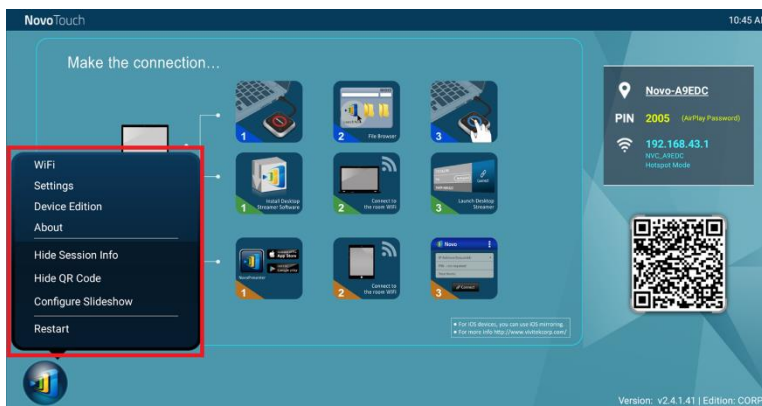 NovoTouch
10:45 A
Make the connection...
1
2
File Browser
3
Novo-A9EDC
PIN 2005 (AirPlay Password)
192.168.43.1
NVC_A9EDC
Hotspot Mode
WiFi
Settings
Device Edition
About
Hide Session Info
Hide QR Code
Configure Slideshow
Restart
1
Install Desktop
Streamer Software
2
Connect to
the room WiFi
3
Launch Desktop
Streamer
1
App Store
2
Connect to
the room WiFi
3
Novo
Connect
• For iOS devices, you can use iOS mirroring.
• For more info http://www.vivitekcorp.com/
Version: v2.4.1.41 | Edition: CORP